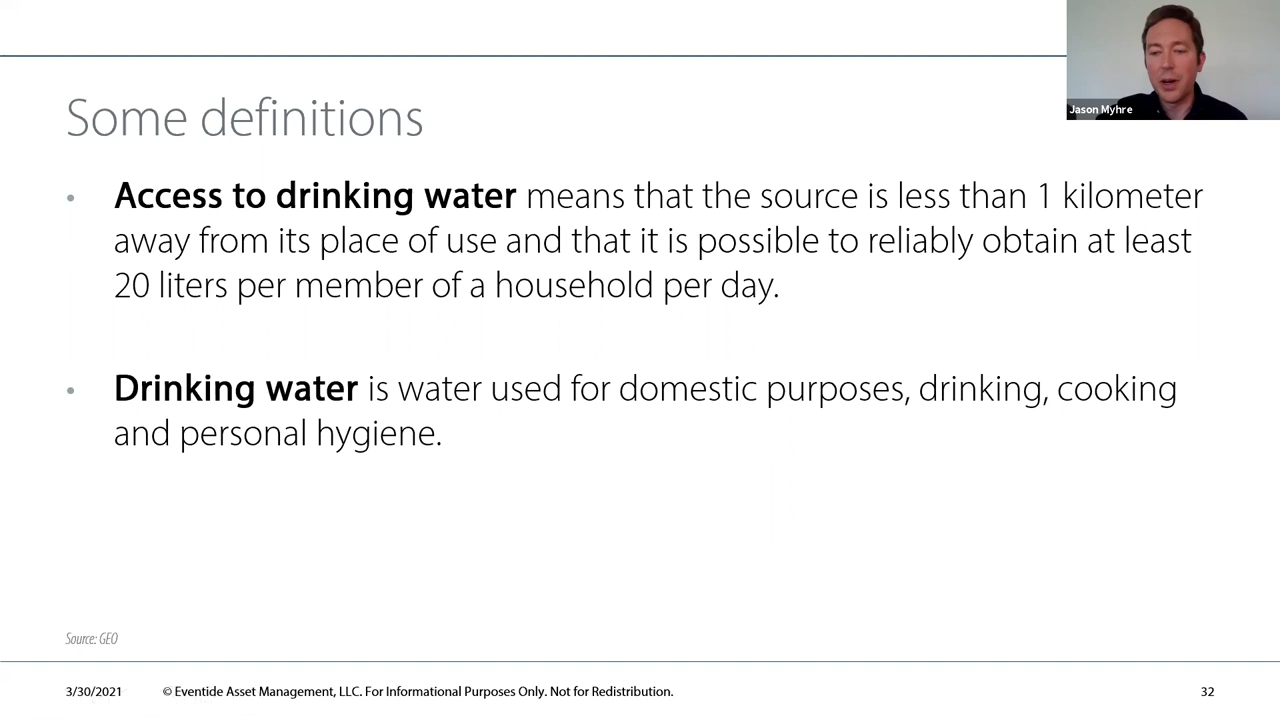 Jason Myhre
Some definitions
• Access to drinking water means that the source is less than 1 kilometer
away from its place of use and that it is possible to reliably obtain at least
20 liters per member of a household per day.
• Drinking water is water used for domestic purposes, drinking, cooking
and personal hygiene.
Source: GEO
3/30/2021 © Eventide Asset Management, LLC. For Informational Purposes Only. Not for Redistribution. 32